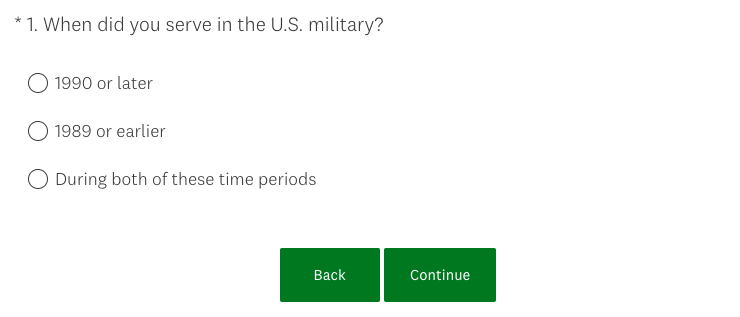 * 1. When did you serve in the U.S. military?
1990 or later
1989 or earlier
During both of these time periods
Back
Continue